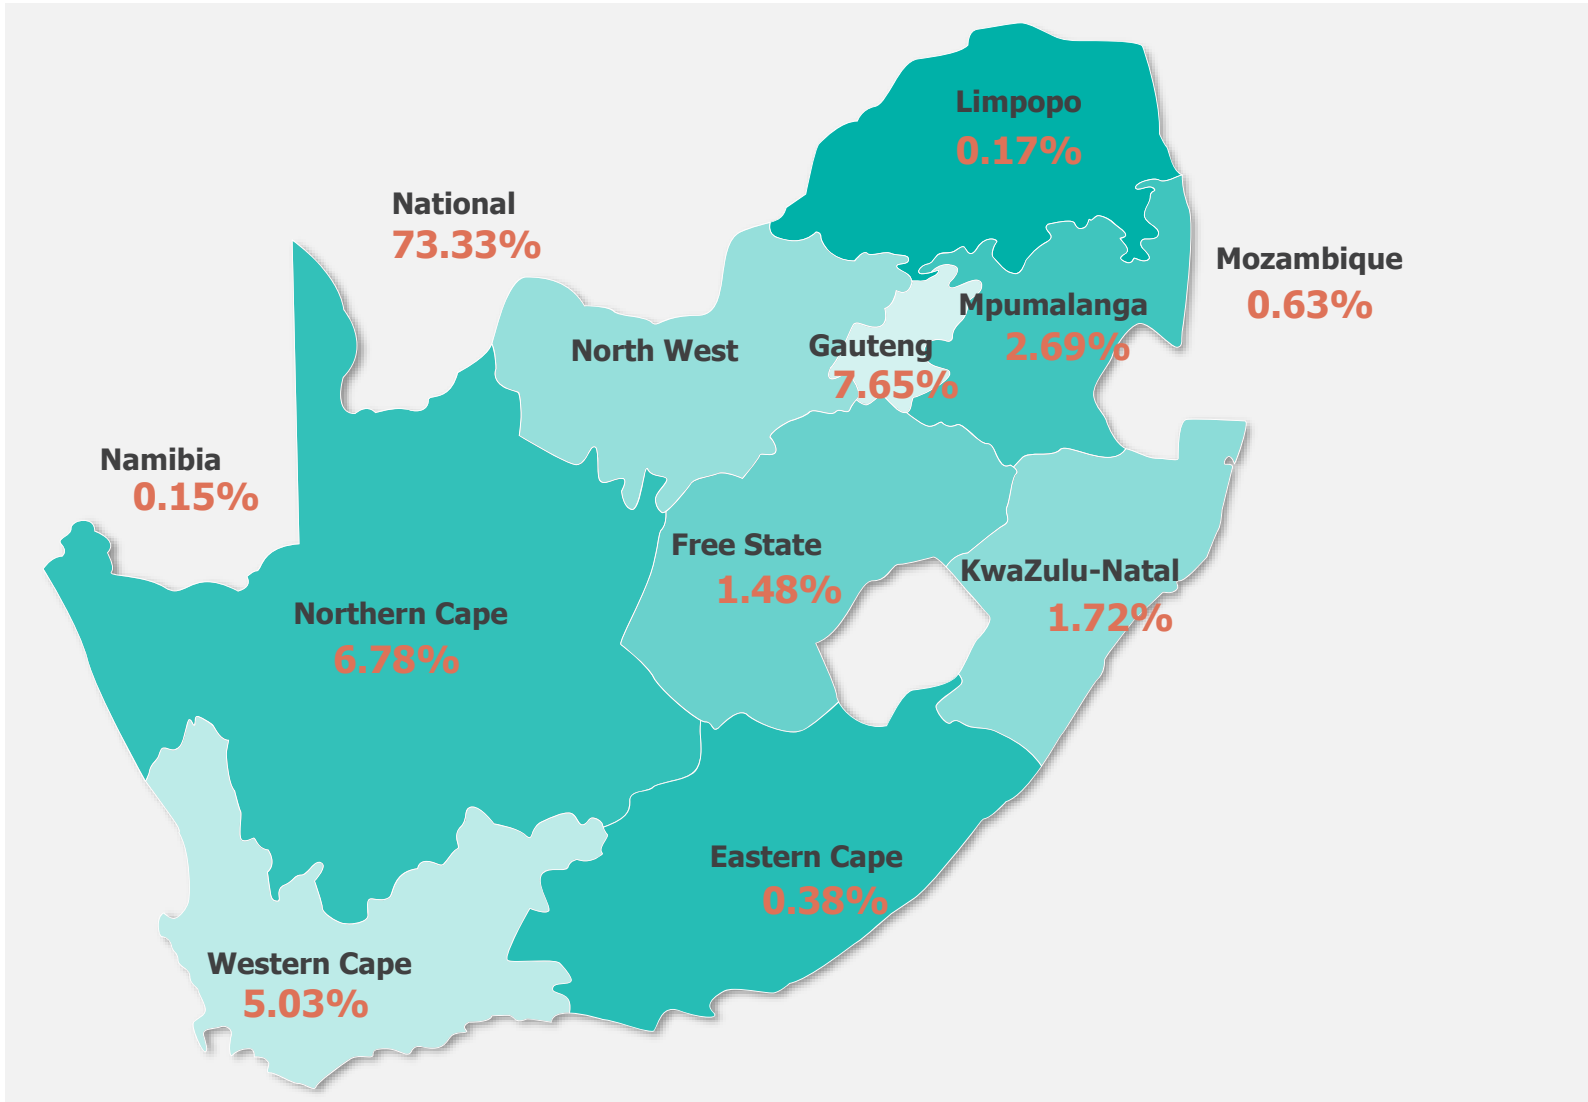 Limpopo
0.17%
National
73.33%
Mozambique
0.63%
Mpumalanga
2.69%
North West
Gauteng
7.65%
Namibia
0.15%
Free State
1.48%
KwaZulu-Natal
1.72%
Northern Cape
6.78%
Eastern Cape
0.38%
Western Cape
5.03%